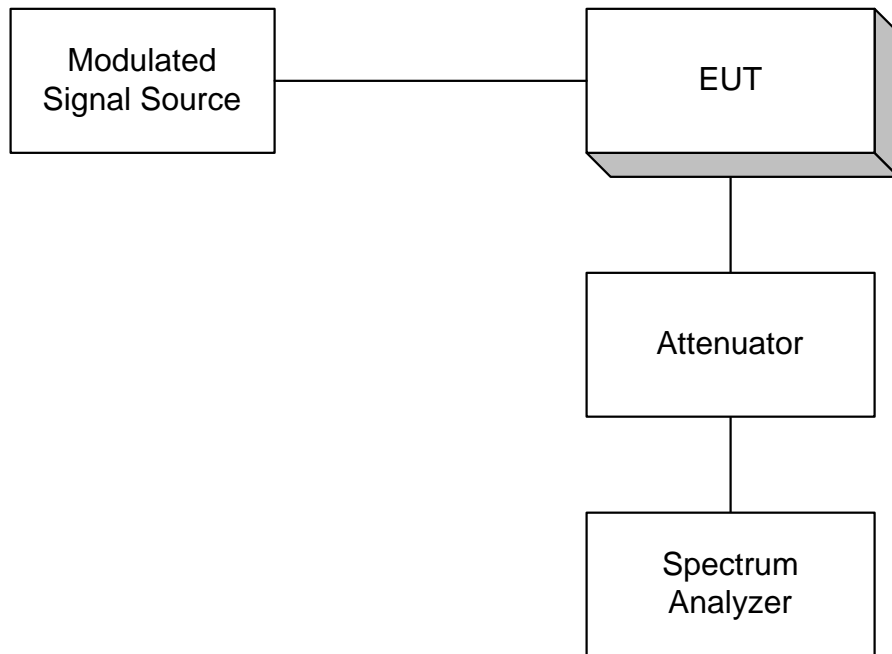 Modulated
Signal Source
EUT
Attenuator
Spectrum
Analyzer